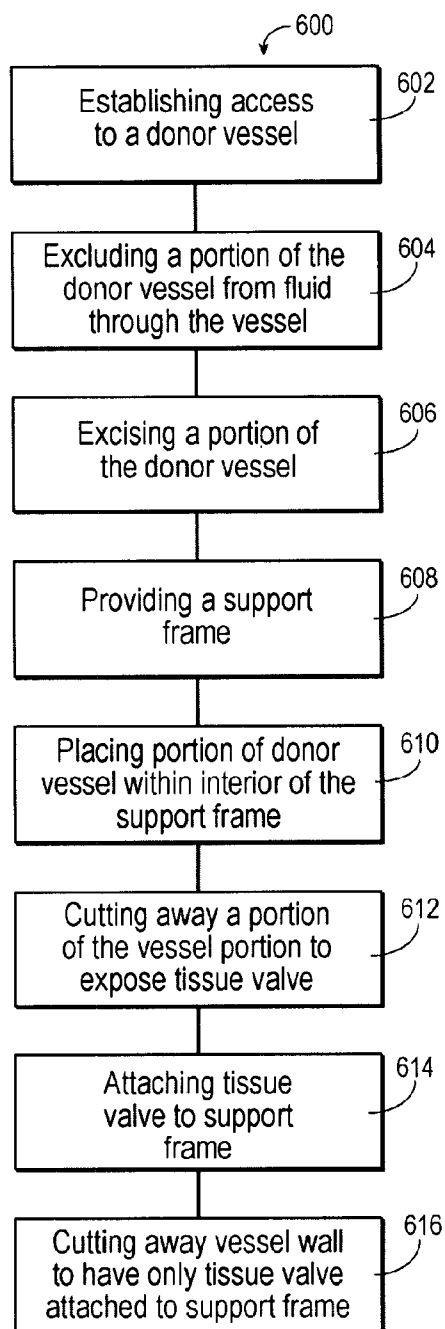 600
Establishing access
to a donor vessel
602
Excluding a portion of the
donor vessel from fluid
through the vessel
604
Excising a portion of
the donor vessel
606
Providing a support
frame
608
Placing portion of donor
vessel within interior of the
support frame
610
Cutting away a portion
of the vessel portion to
expose tissue valve
612
Attaching tissue
valve to support
frame
614
Cutting away vessel wall
to have only tissue valve
attached to support frame
616